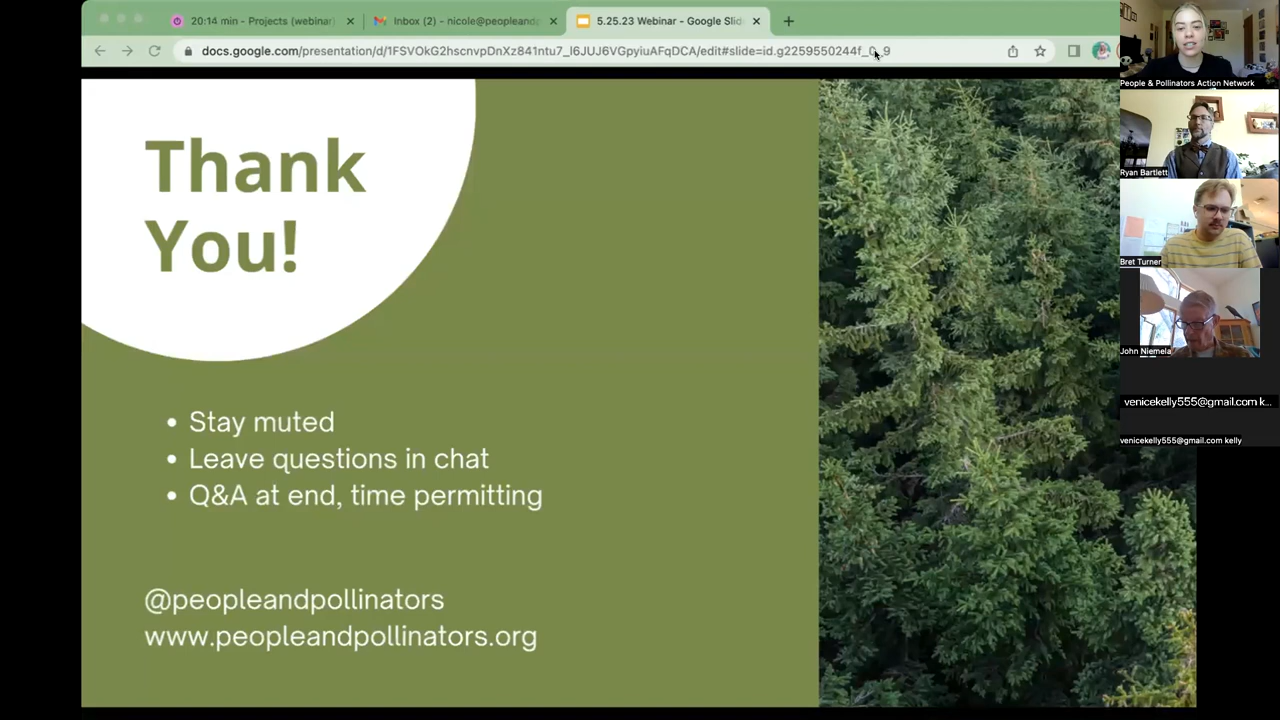 20:14 min - Projects (webinar)
Inbox (2) - nicole@peopleand
5.25.23 Webinar - Google Slid
docs.google.com/presentation/d/1FSVOkG2hscnvpDnXz841ntu7_l6JUJ6VGpyiuAFqDCA/edit#slide=id.g2259550244f_0_9
Thank
You!
• Stay muted
• Leave questions in chat
• Q&A at end, time permitting
@peopleandpollinators
www.peopleandpollinators.org
People & Pollinators Action Network
Ryan Bartlett
Bret Turner
John Niemela
venicekelly555@gmail.com k...
venicekelly555@gmail.com kelly